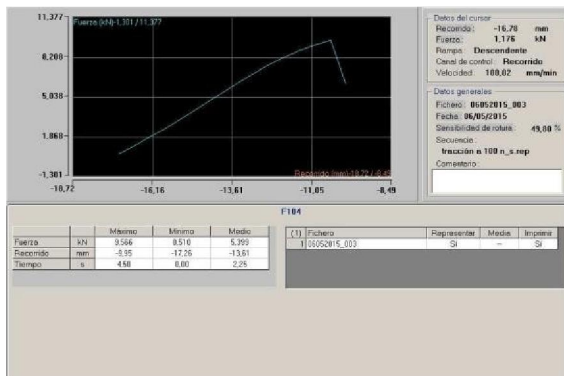 11,377
Fuerza (kN)-1,301 / 11,377
8,208
5,038
1,868
-1,301
Recorrido (mm)-18,72 / -8,49
-18,72
-16,16
-13,61
-11,05
-8,49
Datos del cursor
Recorrido: -16,78 mm
Fuerza: 1,176 kN
Rampa: Descendente
Canal de control: Recorrido
Velocidad: 100,02 mm/min
Datos generales
Fichero: 06052015_003
Fecha: 06/05/2015
Sensibilidad de rotura: 49,80 %
Secuencia:
tracción a 100 n_s.rep
Comentario:
F104
Máximo Mínimo Medio
Fuerza kN 9,566 0,510 5,399
Recorrido mm -9,95 -17,26 -13,61
Tiempo s 4,50 0,00 2,25
(1) Fichero Representar Media Imprimir
1 06052015_003 Si – Si